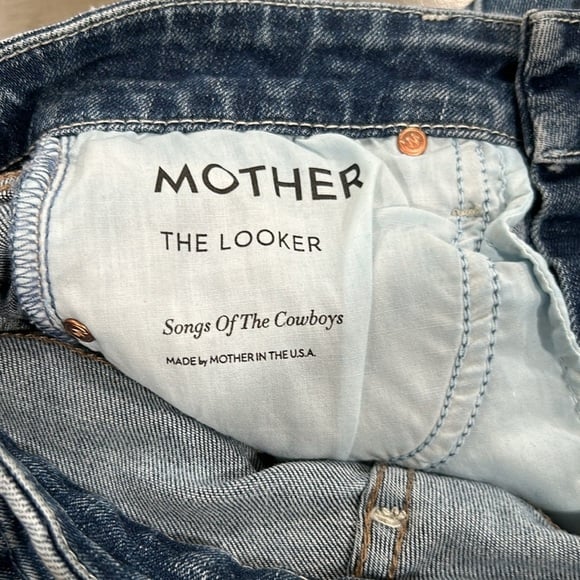 MOTHER
THE LOOKER
Songs Of The Cowboys
MADE by MOTHER IN THE U.S.A.